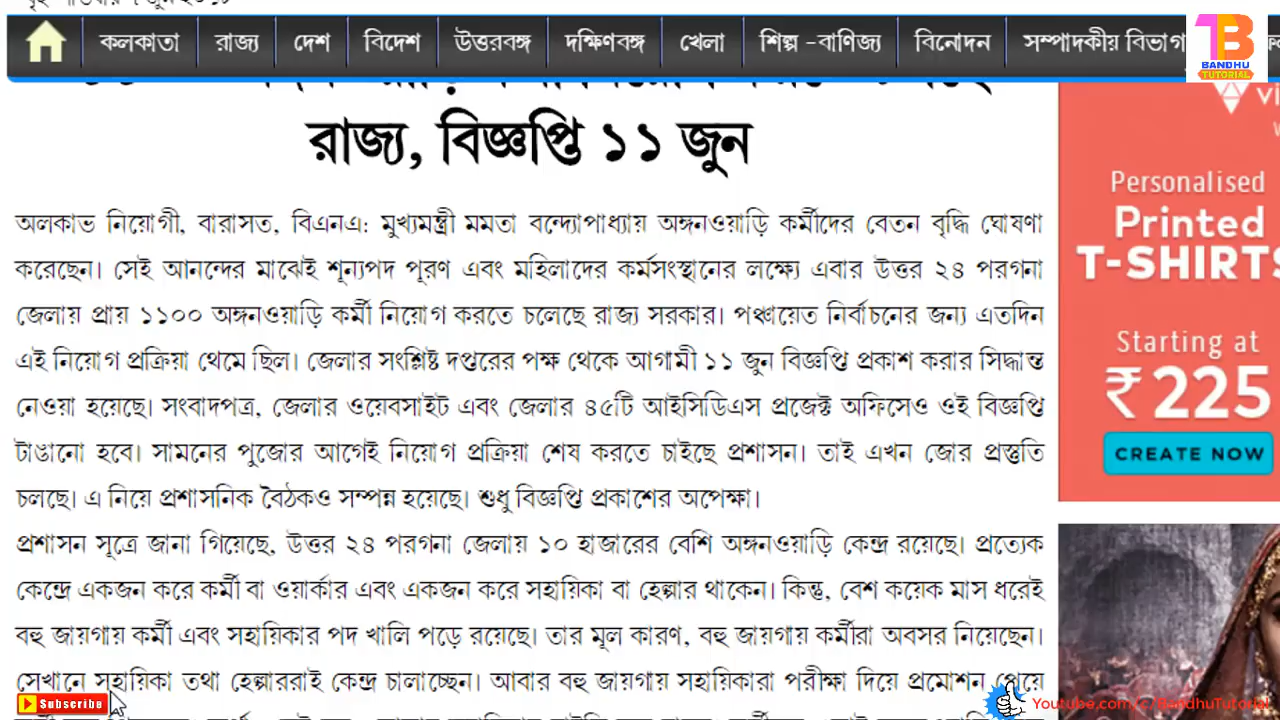 কলকাতা রাজ্য দেশ বিদেশ উত্তরবঙ্গ দক্ষিণবঙ্গ খেলা শিল্প -বাণিজ্য বিনোদন সম্পাদকীয় বিভাগ
BANDHU
TUTORIAL
রাজ্য, বিজ্ঞপ্তি ১১ জুন
অলকাভ নিয়োগী, বারাসত, বিএনএ: মুখ্যমন্ত্রী মমতা বন্দ্যোপাধ্যায় অঙ্গনওয়াড়ি কর্মীদের বেতন বৃদ্ধি ঘোষণা
করেছেন। সেই আনন্দের মাঝেই শূন্যপদ পূরণ এবং মহিলাদের কর্মসংস্থানের লক্ষ্যে এবার উত্তর ২৪ পরগনা
জেলায় প্রায় ১১০০ অঙ্গনওয়াড়ি কর্মী নিয়োগ করতে চলেছে রাজ্য সরকার। পঞ্চায়েত নির্বাচনের জন্য এতদিন
এই নিয়োগ প্রক্রিয়া থেমে ছিল। জেলার সংশ্লিষ্ট দপ্তরের পক্ষ থেকে আগামী ১১ জুন বিজ্ঞপ্তি প্রকাশ করার সিদ্ধান্ত
নেওয়া হয়েছে। সংবাদপত্র, জেলার ওয়েবসাইট এবং জেলার ৪৫টি আইসিডিএস প্রজেক্ট অফিসেও ওই বিজ্ঞপ্তি
টাঙানো হবে। সামনের পুজোর আগেই নিয়োগ প্রক্রিয়া শেষ করতে চাইছে প্রশাসন। তাই এখন জোর প্রস্তুতি
চলছে। এ নিয়ে প্রশাসনিক বৈঠকও সম্পন্ন হয়েছে। শুধু বিজ্ঞপ্তি প্রকাশের অপেক্ষা।
প্রশাসন সূত্রে জানা গিয়েছে, উত্তর ২৪ পরগনা জেলায় ১০ হাজারের বেশি অঙ্গনওয়াড়ি কেন্দ্র রয়েছে। প্রত্যেক
কেন্দ্রে একজন করে কর্মী বা ওয়ার্কার এবং একজন করে সহায়িকা বা হেল্পার থাকেন। কিন্তু, বেশ কয়েক মাস ধরেই
বহু জায়গায় কর্মী এবং সহায়িকার পদ খালি পড়ে রয়েছে। তার মূল কারণ, বহু জায়গায় কর্মীরা অবসর নিয়েছেন।
সেখানে সহায়িকা তথা হেল্পাররাই কেন্দ্র চালাচ্ছেন। আবার বহু জায়গায় সহায়িকারা পরীক্ষা দিয়ে প্রমোশন পেয়ে
Personalised
Printed
T-SHIRTS
Starting at
₹225
CREATE NOW
Subscribe
Youtube.com/c/BandhuTutorial